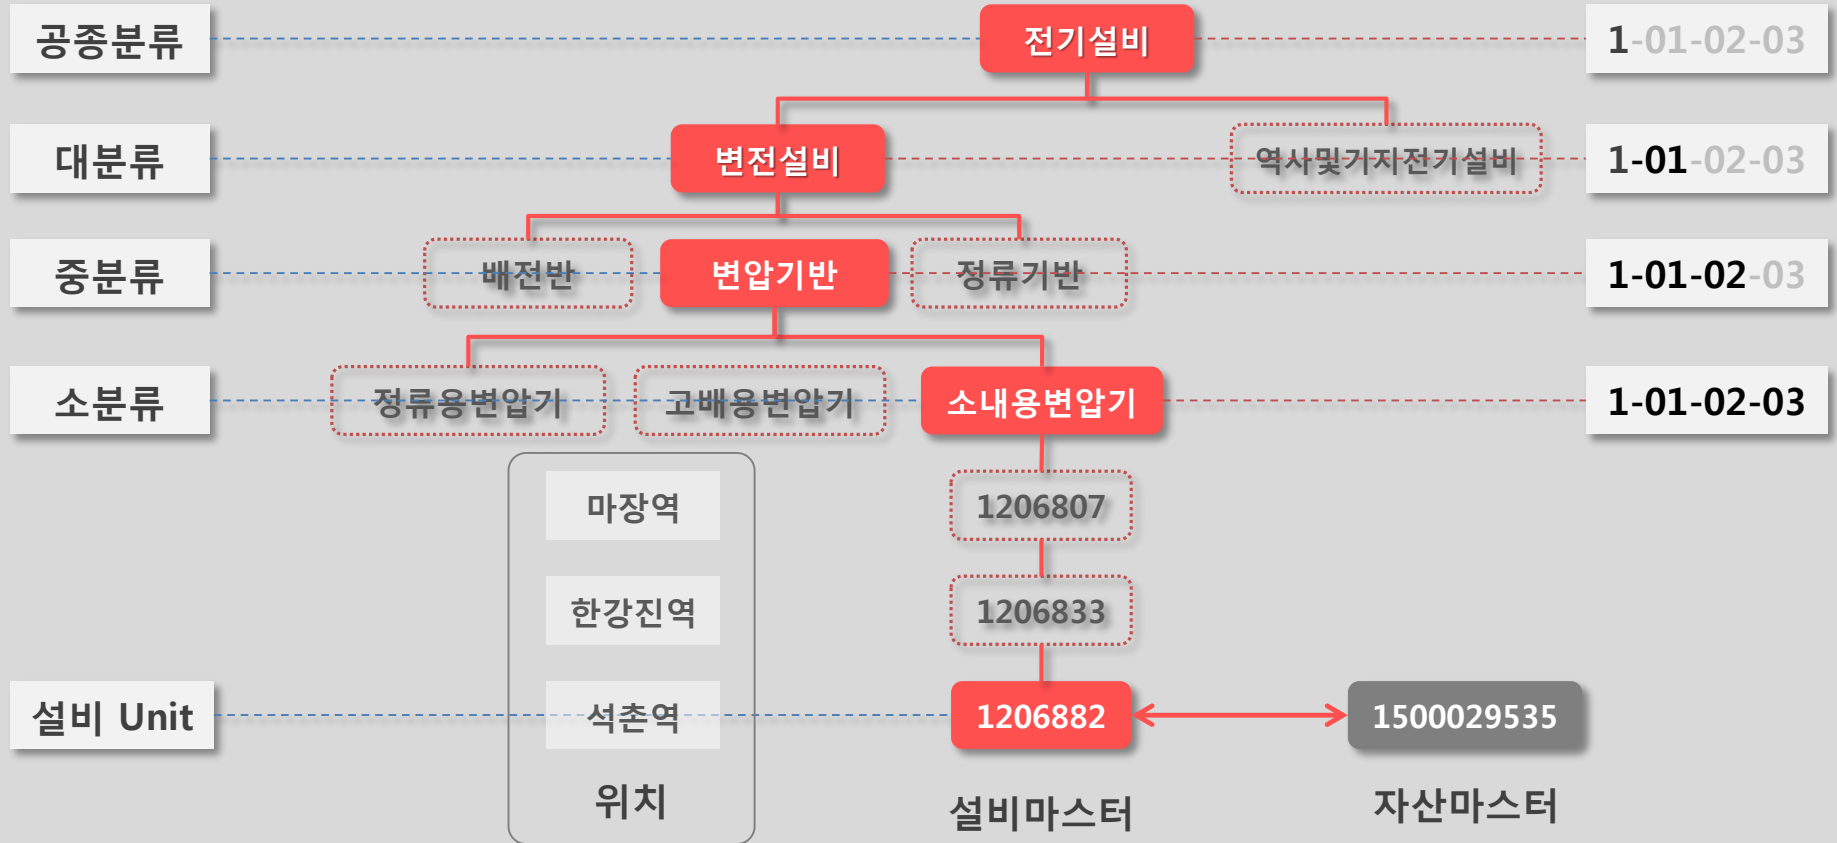 공종분류
전기설비
1-01-02-03
대분류
변전설비
역사및기지전기설비
1-01-02-03
중분류
배전반
변압기반
정류기반
1-01-02-03
소분류
정류용변압기
고배용변압기
소내용변압기
1-01-02-03
마장역
1206807
한강진역
1206833
설비 Unit
석촌역
1206882
1500029535
위치
설비마스터
자산마스터